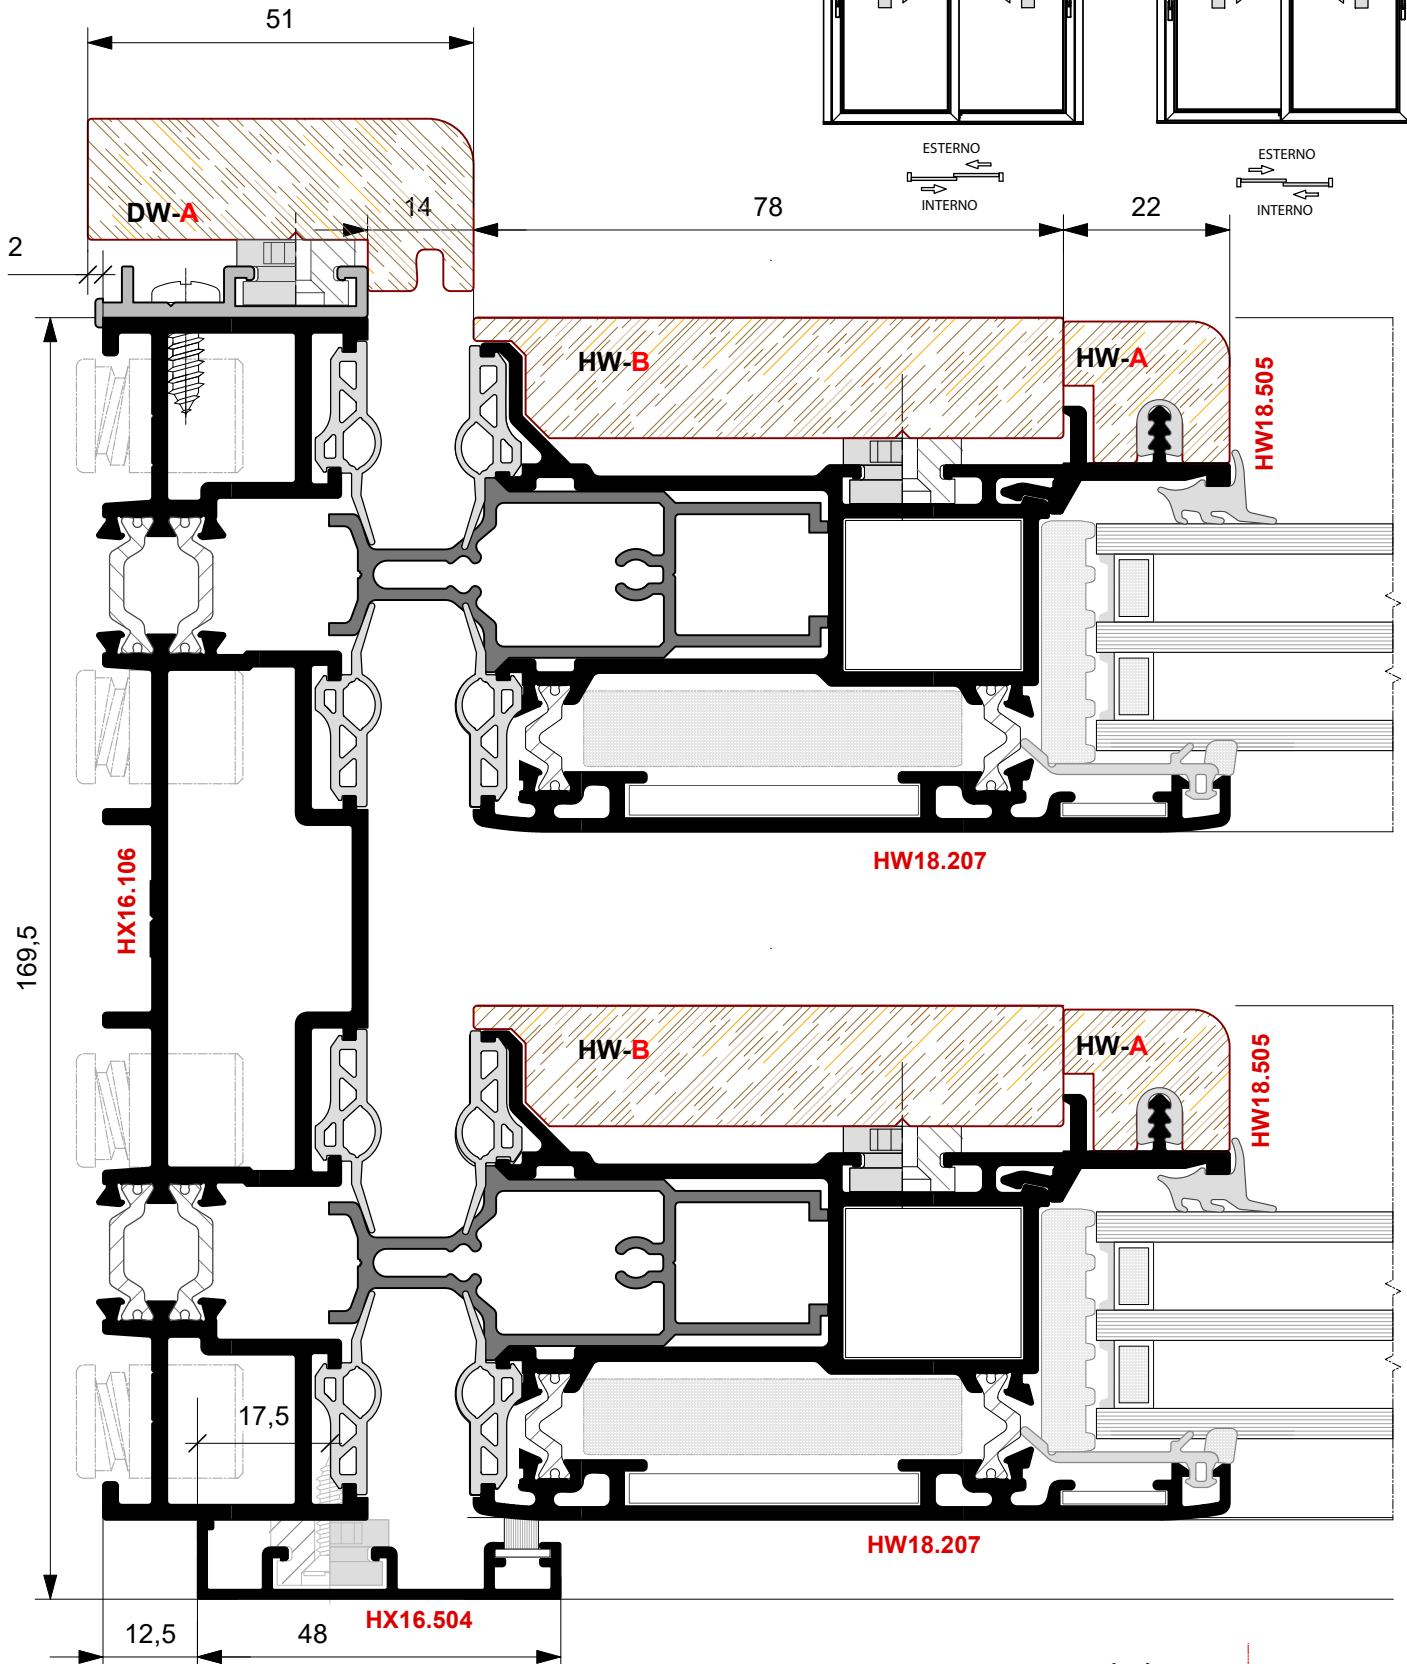 51
ESTERNO
INTERNO
ESTERNO
INTERNO
DW-A
14
78
22
2
HW-B
HW-A
HW18.505
HW18.207
HX16.106
169,5
HW-B
HW-A
HW18.505
17,5
HW18.207
HX16.504
12,5
48